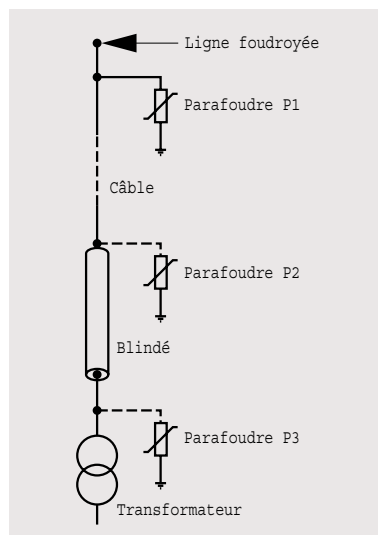 Ligne foudroyée
Parafoudre P1
Câble
Parafoudre P2
Blindé
Parafoudre P3
Transformateur